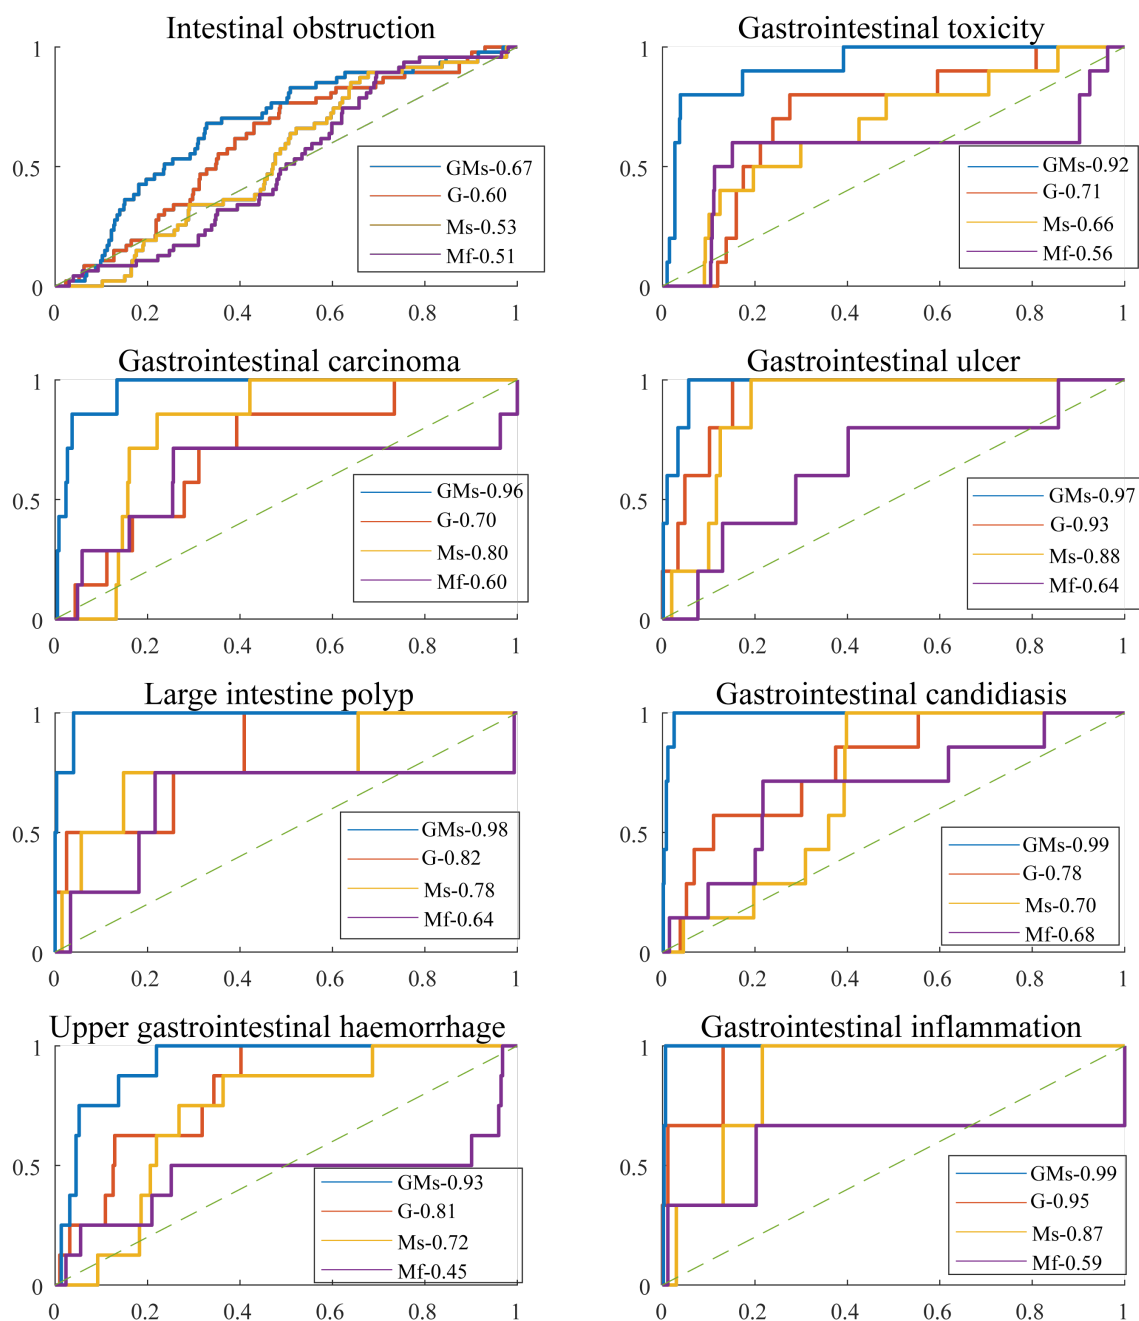 Intestinal obstruction
1
0.5
0
GMs-0.67
G-0.60
Ms-0.53
Mf-0.51
0 0.2 0.4 0.6 0.8 1
Gastrointestinal toxicity
1
0.5
0
GMs-0.92
G-0.71
Ms-0.66
Mf-0.56
0 0.2 0.4 0.6 0.8 1
Gastrointestinal carcinoma
1
0.5
0
GMs-0.96
G-0.70
Ms-0.80
Mf-0.60
0 0.2 0.4 0.6 0.8 1
Gastrointestinal ulcer
1
0.5
0
GMs-0.97
G-0.93
Ms-0.88
Mf-0.64
0 0.2 0.4 0.6 0.8 1
Large intestine polyp
1
0.5
0
GMs-0.98
G-0.82
Ms-0.78
Mf-0.64
0 0.2 0.4 0.6 0.8 1
Gastrointestinal candidiasis
1
0.5
0
GMs-0.99
G-0.78
Ms-0.70
Mf-0.68
0 0.2 0.4 0.6 0.8 1
Upper gastrointestinal haemorrhage
1
0.5
0
GMs-0.93
G-0.81
Ms-0.72
Mf-0.45
0 0.2 0.4 0.6 0.8 1
Gastrointestinal inflammation
1
0.5
0
GMs-0.99
G-0.95
Ms-0.87
Mf-0.59
0 0.2 0.4 0.6 0.8 1